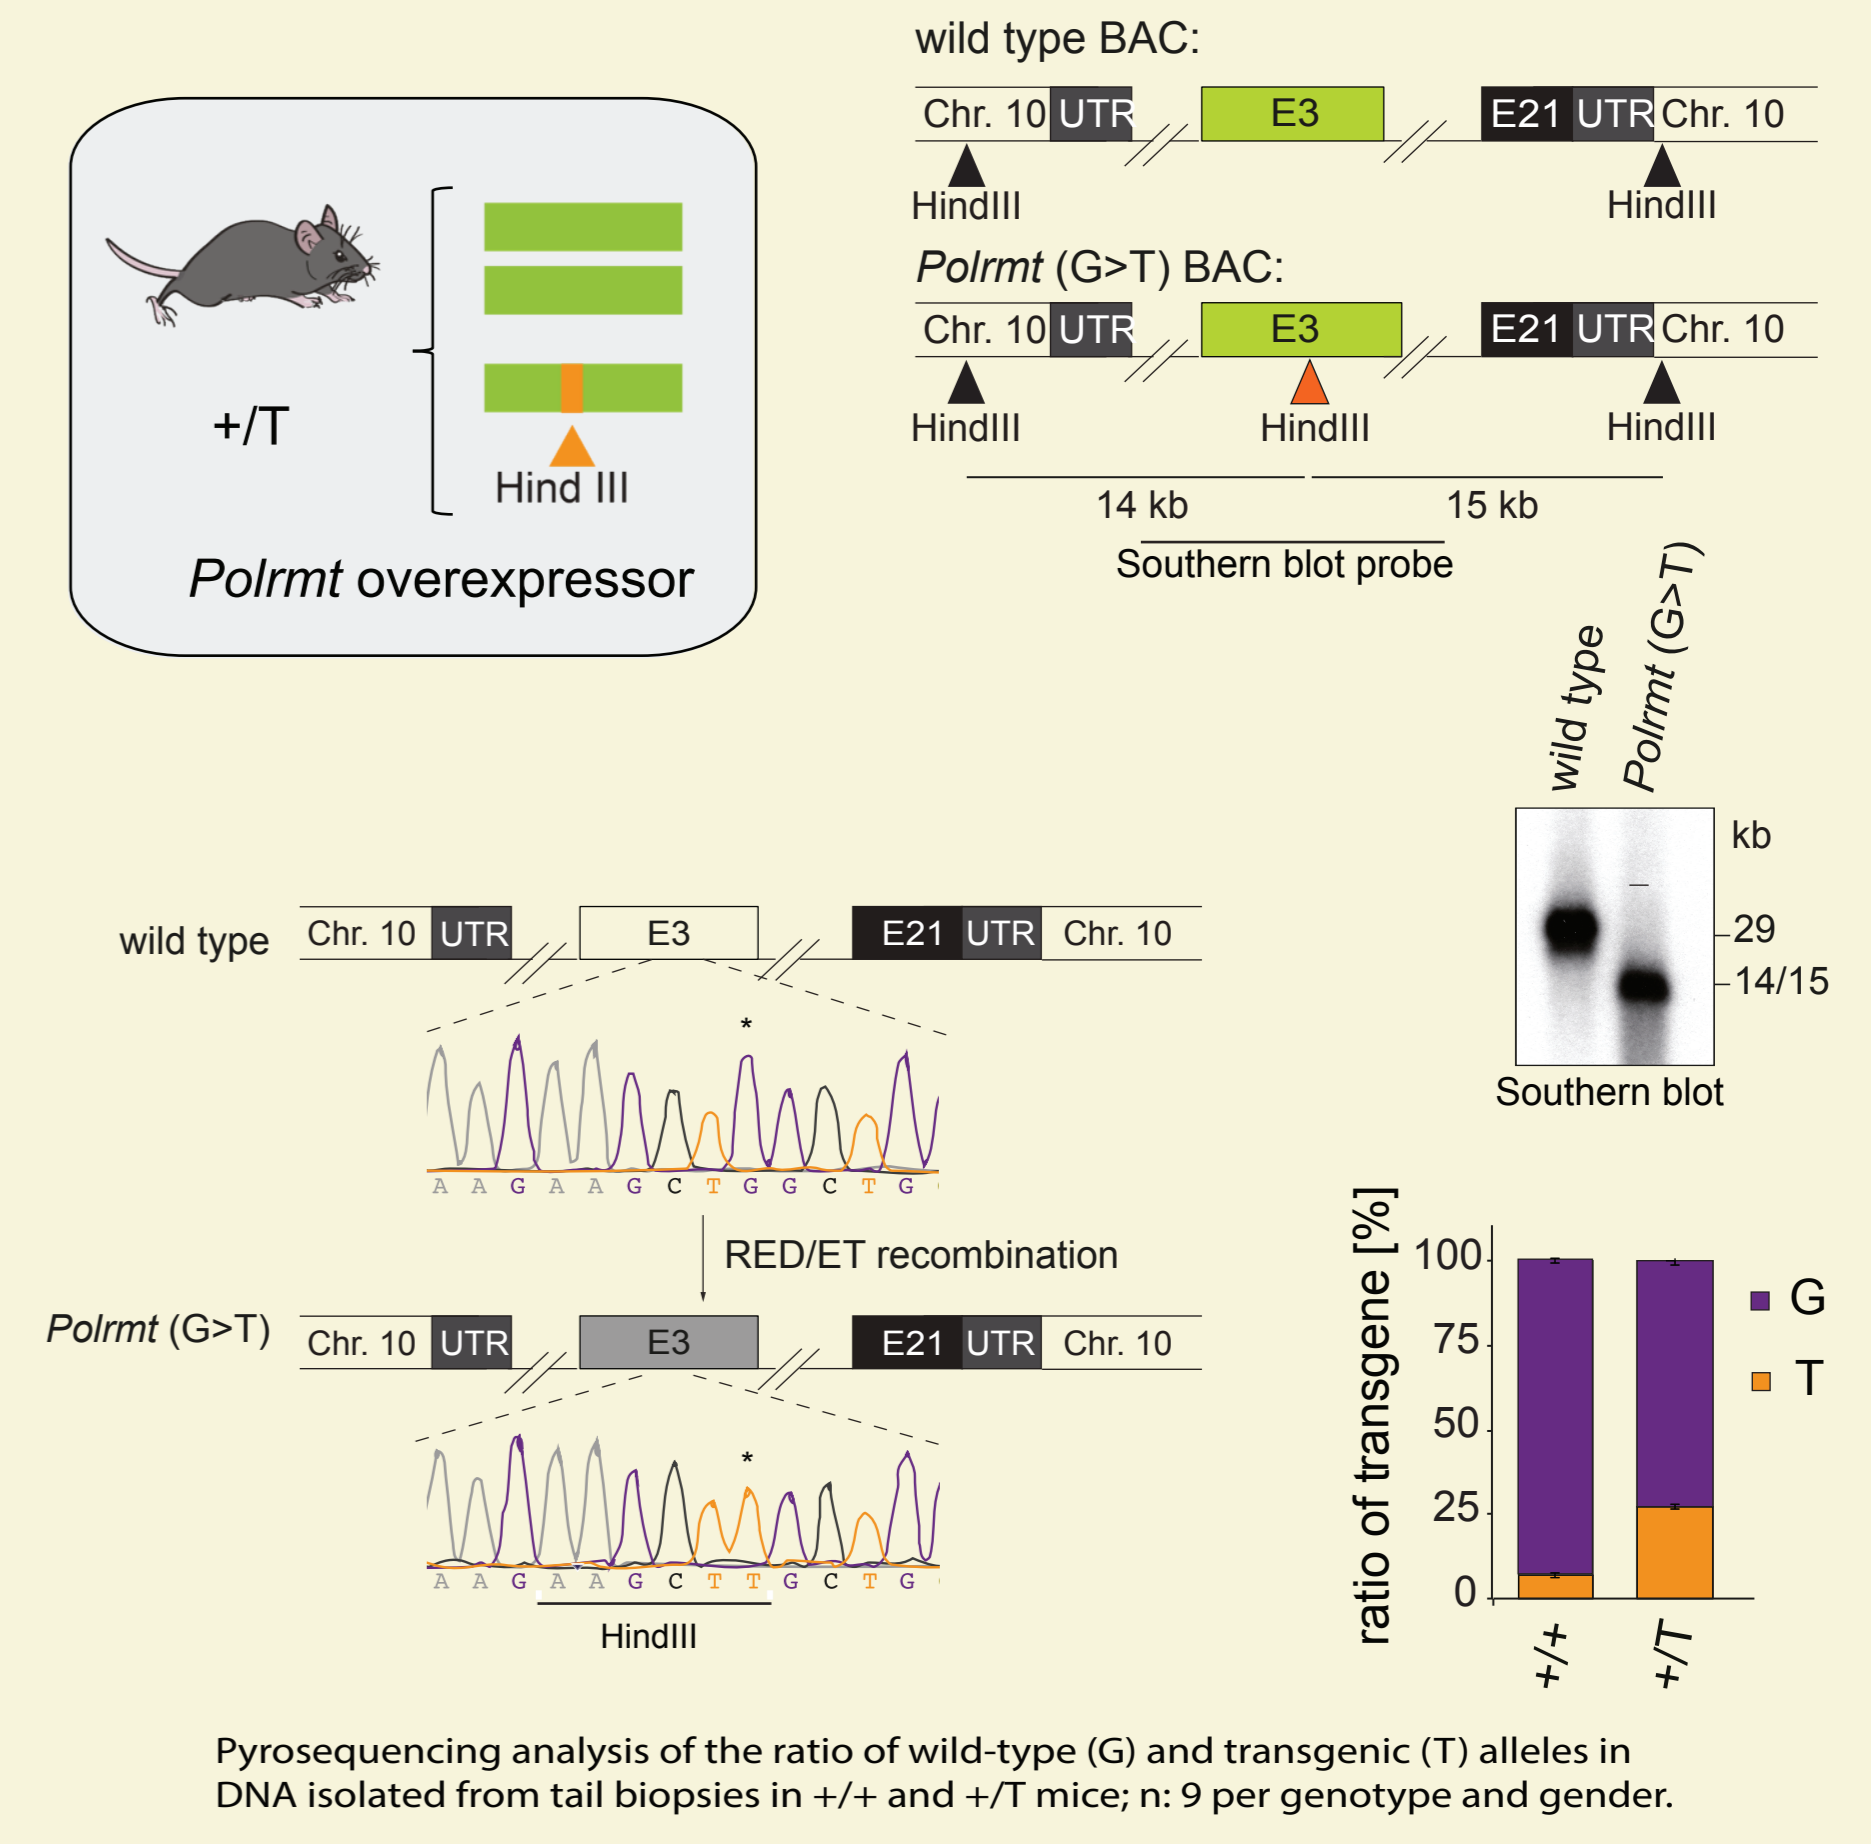 wild type BAC:
Chr. 10 UTR E3 E21 UTR Chr. 10
HindIII HindIII
Polrmt (G>T) BAC:
Chr. 10 UTR E3 E21 UTR Chr. 10
HindIII HindIII HindIII
14 kb 15 kb
Southern blot probe
+/T
Hind III
Polrmt overexpressor
wild type
Polrmt (G>T)
kb
29
14/15
Southern blot
wild type
Chr. 10 UTR E3 E21 UTR Chr. 10
*
A A G A A G C T G G C T G
RED/ET recombination
Polrmt (G>T)
Chr. 10 UTR E3 E21 UTR Chr. 10
*
A A G A A G C T T G C T G
HindIII
ratio of transgene [%]
100
75
50
25
0
G
T
+/+
+/T
Pyrosequencing analysis of the ratio of wild-type (G) and transgenic (T) alleles in
DNA isolated from tail biopsies in +/+ and +/T mice; n: 9 per genotype and gender.